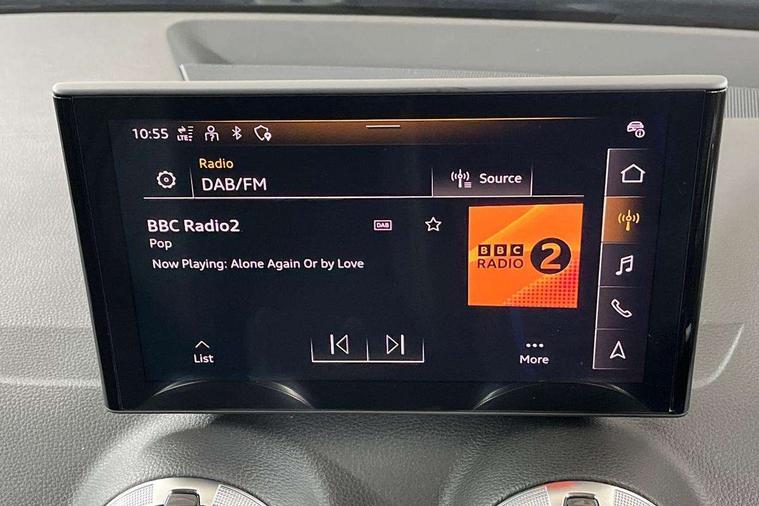 10:55 LTE
Radio
DAB/FM
Source
BBC Radio2
DAB
Pop
Now Playing: Alone Again Or by Love
BBC
RADIO 2
List
More